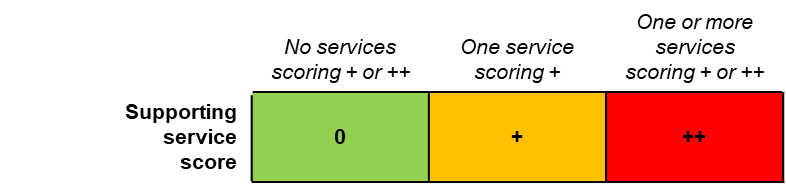 No services
scoring + or ++
One service
scoring +
One or more
services
scoring + or ++
Supporting
service
score
0
+
++